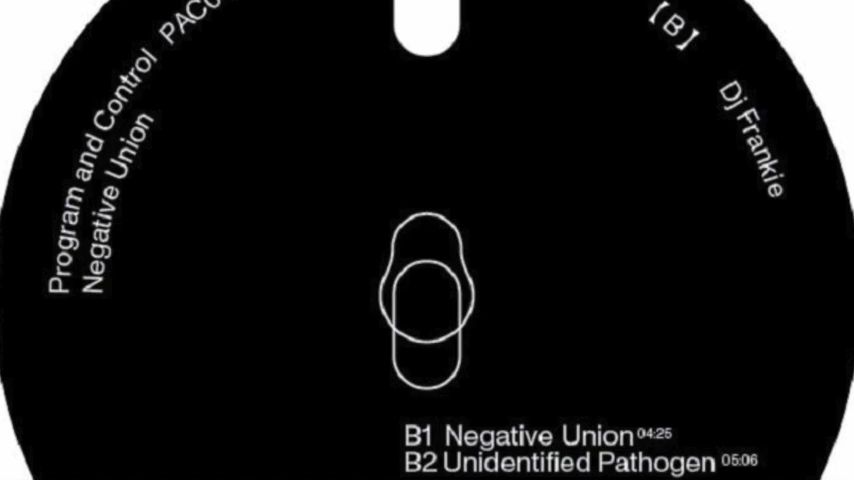 Program and Control
Negative Union
【B】
Dj Frankie
B1 Negative Union 04:25
B2 Unidentified Pathogen 05:06